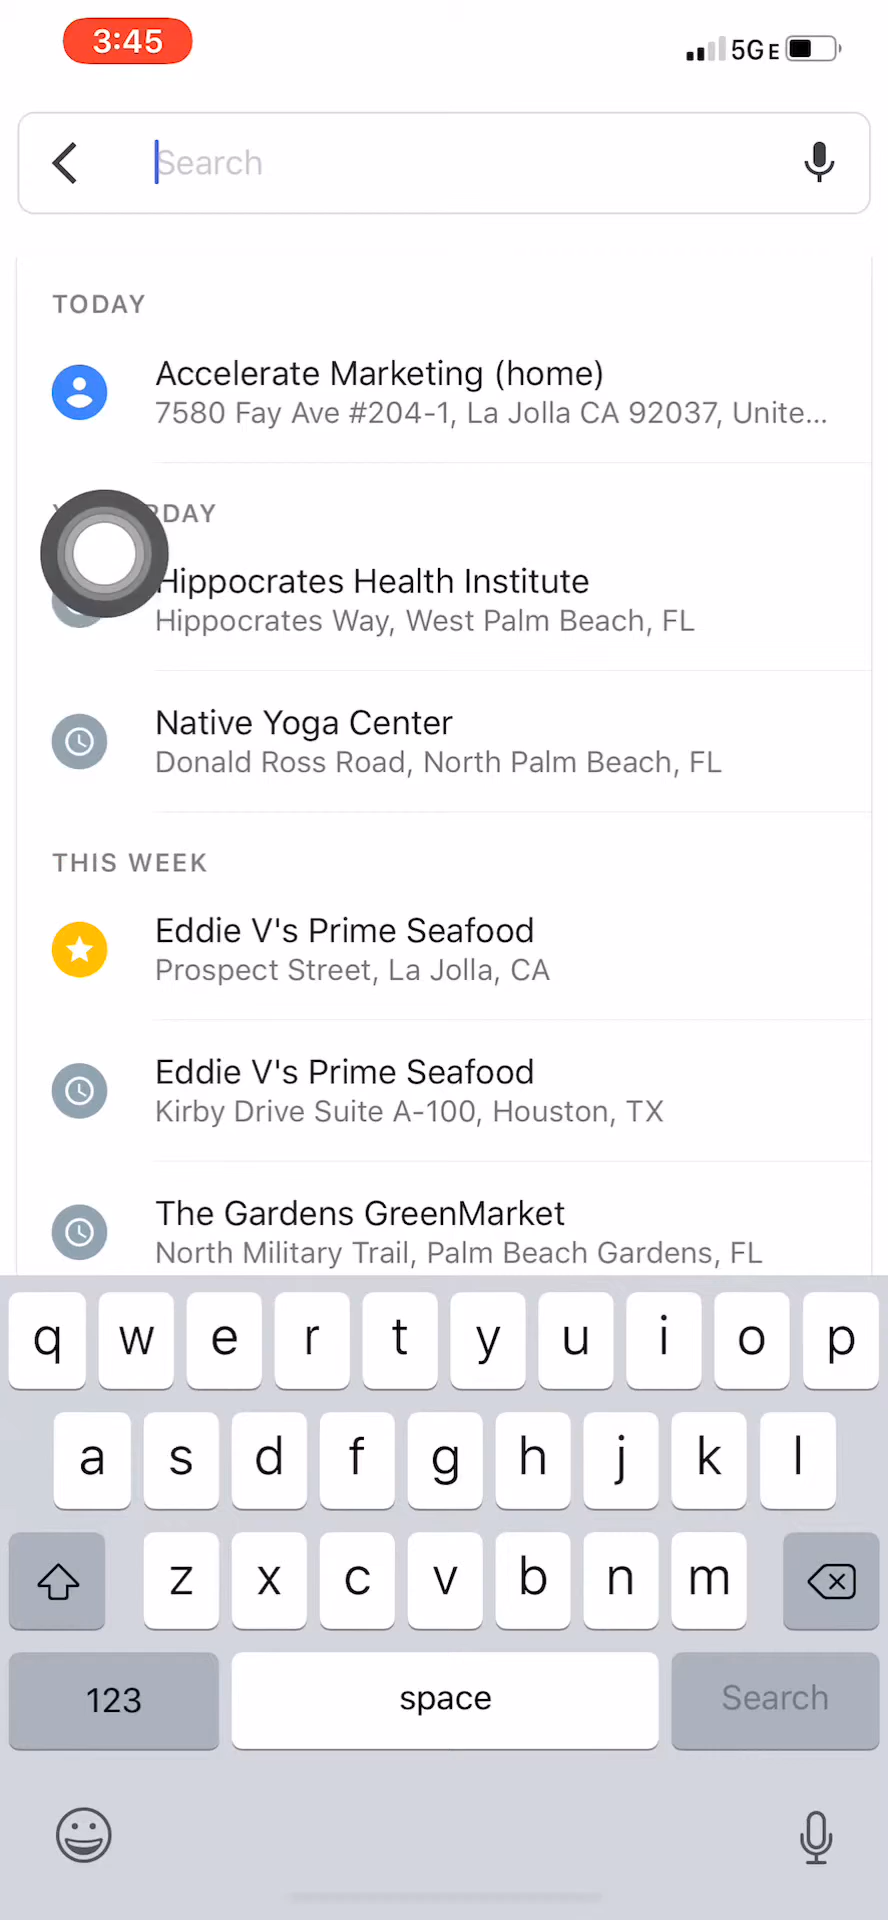 3:45
5GE
Search
TODAY
Accelerate Marketing (home)
7580 Fay Ave #204-1, La Jolla CA 92037, Unite...
RDAY
Hippocrates Health Institute
Hippocrates Way, West Palm Beach, FL
Native Yoga Center
Donald Ross Road, North Palm Beach, FL
THIS WEEK
Eddie V's Prime Seafood
Prospect Street, La Jolla, CA
Eddie V's Prime Seafood
Kirby Drive Suite A-100, Houston, TX
The Gardens GreenMarket
North Military Trail, Palm Beach Gardens, FL
q w e r t y u i o p
a s d f g h j k l
z x c v b n m
123 space Search